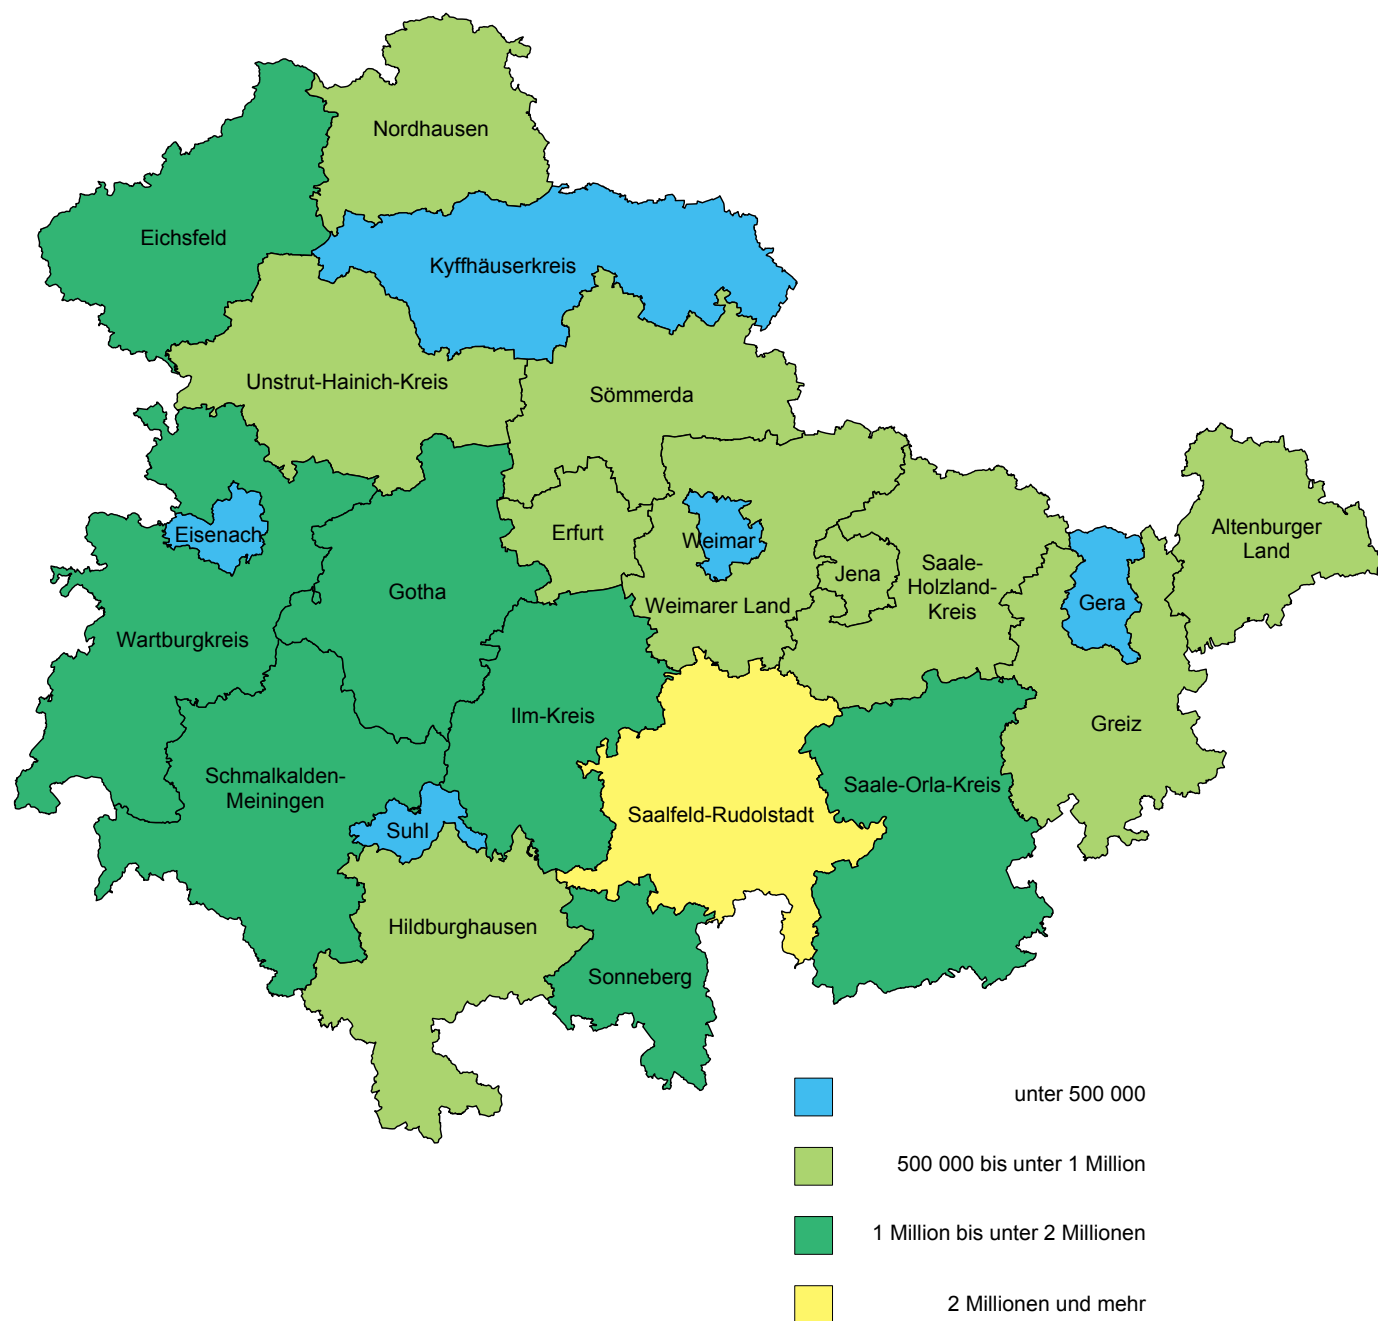 Nordhausen
Eichsfeld
Kyffhäuserkreis
Unstrut-Hainich-Kreis
Sömmerda
Eisenach
Erfurt
Weimar
Altenburger
Land
Gotha
Jena
Saale-
Holzland-
Kreis
Gera
Weimarer Land
Wartburgkreis
Ilm-Kreis
Greiz
Schmalkalden-
Meiningen
Saale-Orla-Kreis
Suhl
Saalfeld-Rudolstadt
Hildburghausen
Sonneberg
unter 500 000
500 000 bis unter 1 Million
1 Million bis unter 2 Millionen
2 Millionen und mehr